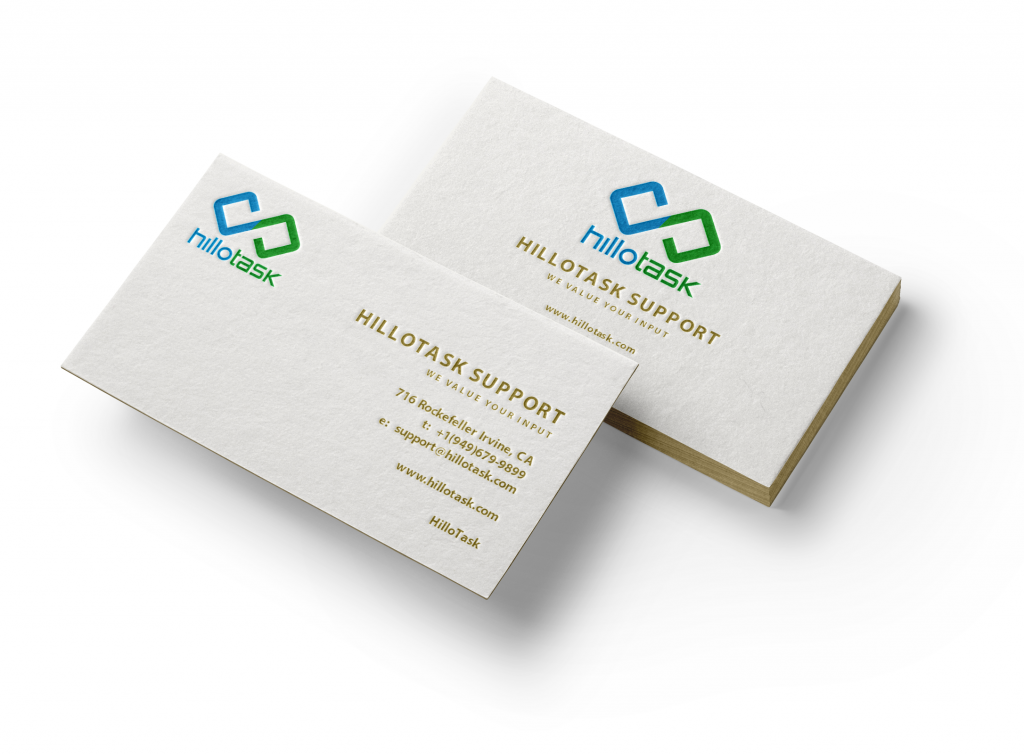 hillotask
HILLOTASK SUPPORT
WE VALUE YOUR INPUT
716 Rockefeller Irvine, CA
t: +1(949)679-9899
e: support@hillotask.com
www.hillotask.com
HilloTask
hillotask
HILLOTASK SUPPORT
WE VALUE YOUR INPUT
www.hillotask.com